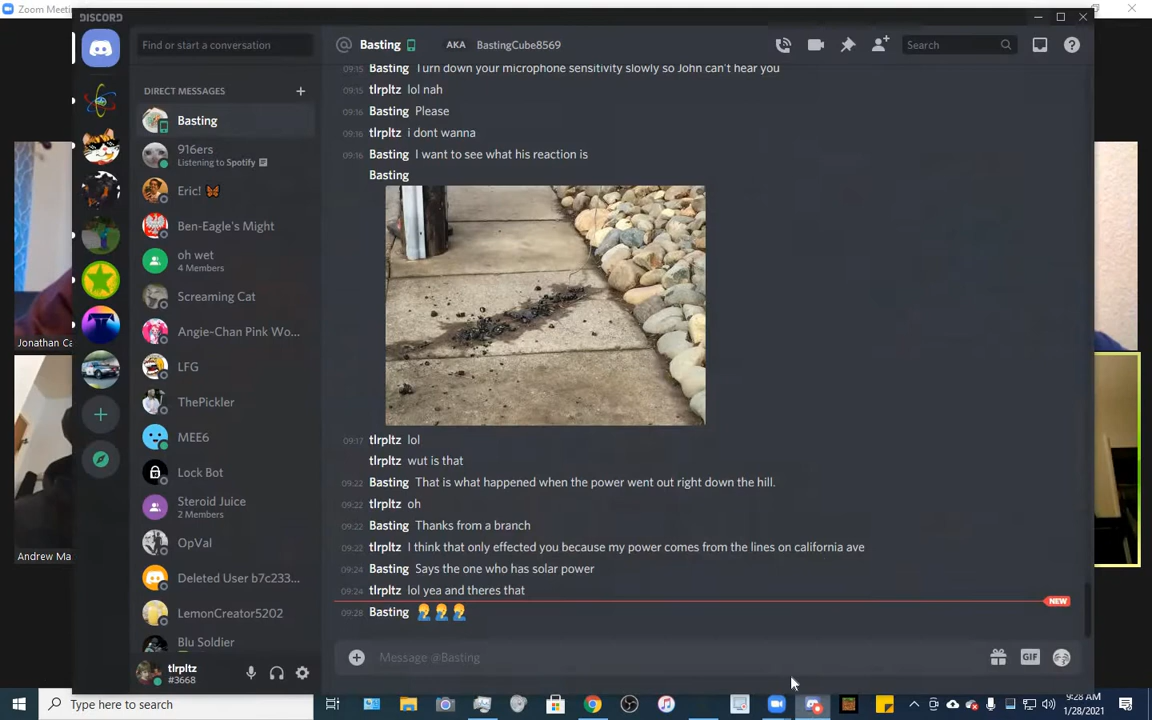 Zoom Meeti
DISCORD
Find or start a conversation
Basting
AKA
BastingCube8569
Search
DIRECT MESSAGES
Basting
916ers
Listening to Spotify
Eric!
Ben-Eagle's Might
oh wet
4 Members
Screaming Cat
Angie-Chan Pink Wo...
LFG
ThePickler
MEE6
Lock Bot
Steroid Juice
2 Members
OpVal
Deleted User b7c233...
LemonCreator5202
Blu Soldier
tlrpltz
#3668
09:15 Basting Turn down your microphone sensitivity slowly so John can't hear you
09:15 tlrpltz lol nah
09:16 Basting Please
09:16 tlrpltz i dont wanna
09:16 Basting I want to see what his reaction is
Basting
09:17 tlrpltz lol
tlrpltz wut is that
09:22 Basting That is what happened when the power went out right down the hill.
09:22 tlrpltz oh
09:22 Basting Thanks from a branch
09:22 tlrpltz I think that only effected you because my power comes from the lines on california ave
09:24 Basting Says the one who has solar power
09:24 tlrpltz lol yea and theres that
NEW
09:28 Basting 🤦‍♂️🤦‍♂️🤦‍♂️
Message @Basting
GIF
Jonathan Ca
Andrew Ma
Type here to search
9:28 AM
1/28/2021